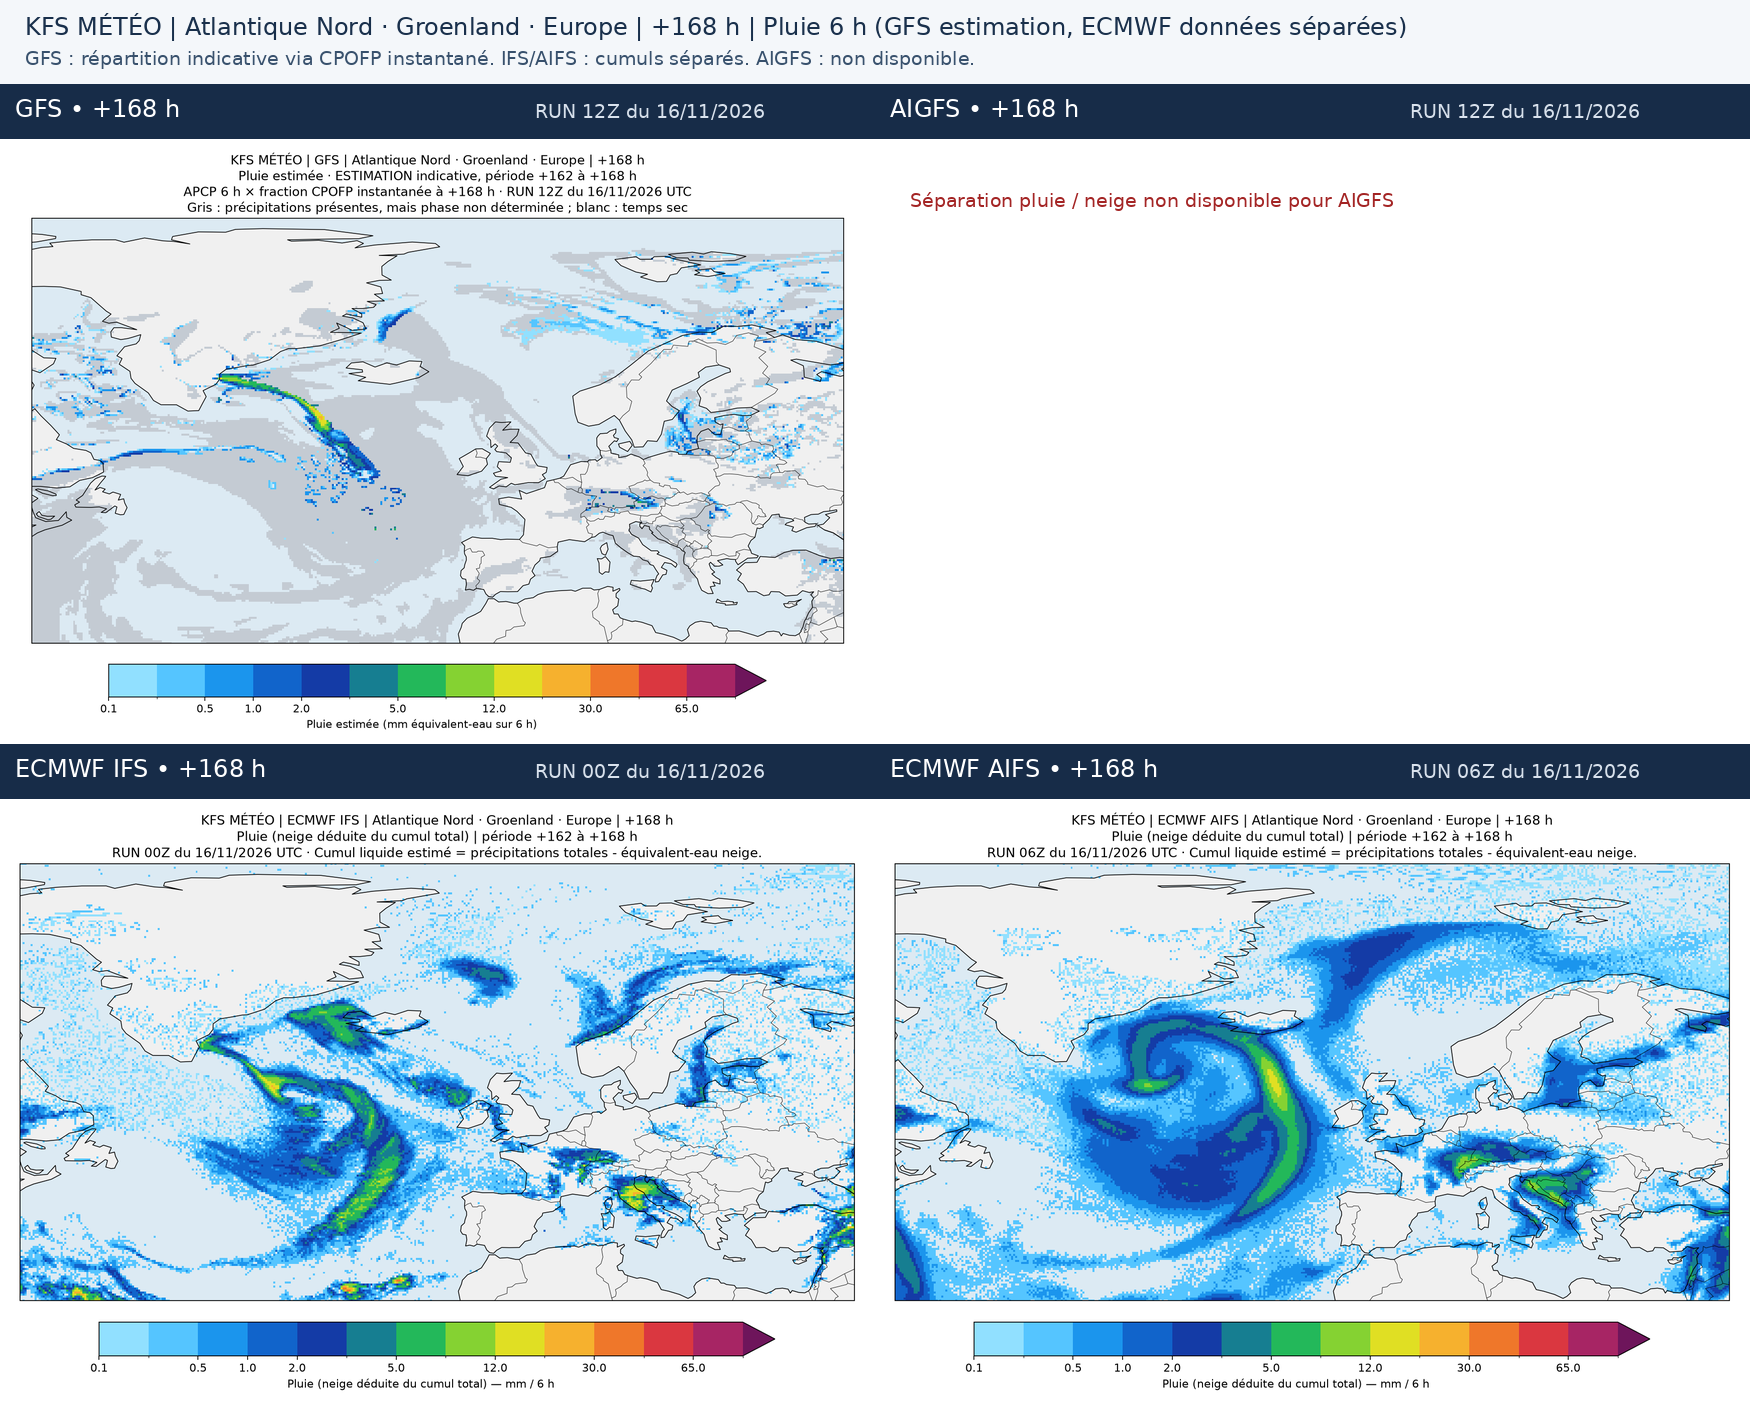 KFS MÉTÉO | Atlantique Nord · Groenland · Europe | +168 h | Pluie 6 h (GFS estimation, ECMWF données séparées)
GFS : répartition indicative via CPOFP instantané. IFS/AIFS : cumuls séparés. AIGFS : non disponible.
GFS • +168 h
RUN 12Z du 16/11/2026
AIGFS • +168 h
RUN 12Z du 16/11/2026
KFS MÉTÉO | GFS | Atlantique Nord · Groenland · Europe | +168 h
Pluie estimée · ESTIMATION indicative, période +162 à +168 h
APCP 6 h × fraction CPOFP instantanée à +168 h · RUN 12Z du 16/11/2026 UTC
Gris : précipitations présentes, mais phase non déterminée ; blanc : temps sec
Séparation pluie / neige non disponible pour AIGFS
0.1 0.5 1.0 2.0 5.0 12.0 30.0 65.0
Pluie estimée (mm équivalent-eau sur 6 h)
ECMWF IFS • +168 h
RUN 00Z du 16/11/2026
ECMWF AIFS • +168 h
RUN 06Z du 16/11/2026
KFS MÉTÉO | ECMWF IFS | Atlantique Nord · Groenland · Europe | +168 h
Pluie (neige déduite du cumul total) | période +162 à +168 h
RUN 00Z du 16/11/2026 UTC · Cumul liquide estimé = précipitations totales - équivalent-eau neige.
KFS MÉTÉO | ECMWF AIFS | Atlantique Nord · Groenland · Europe | +168 h
Pluie (neige déduite du cumul total) | période +162 à +168 h
RUN 06Z du 16/11/2026 UTC · Cumul liquide estimé = précipitations totales - équivalent-eau neige.
0.1 0.5 1.0 2.0 5.0 12.0 30.0 65.0
Pluie (neige déduite du cumul total) — mm / 6 h
0.1 0.5 1.0 2.0 5.0 12.0 30.0 65.0
Pluie (neige déduite du cumul total) — mm / 6 h